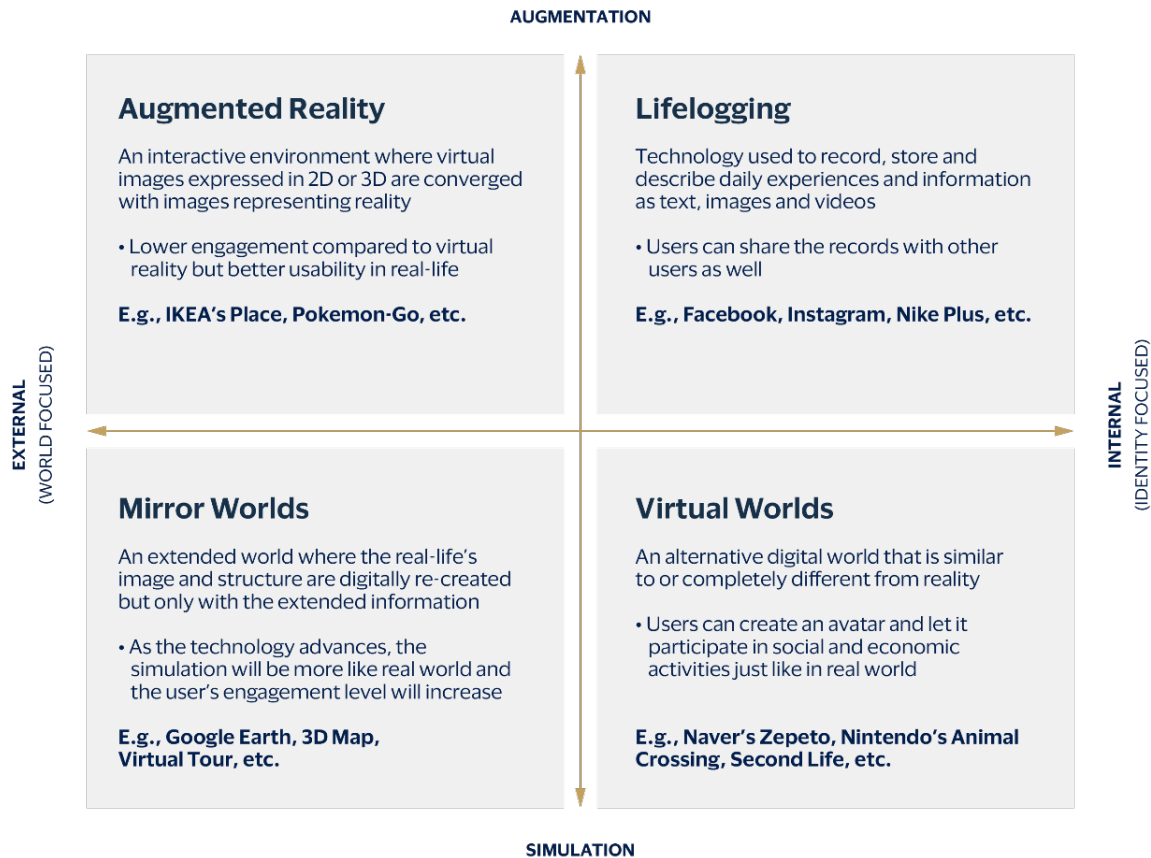 AUGMENTATION
Augmented Reality
An interactive environment where virtual
images expressed in 2D or 3D are converged
with images representing reality
• Lower engagement compared to virtual
reality but better usability in real-life
E.g., IKEA's Place, Pokemon-Go, etc.
Lifelogging
Technology used to record, store and
describe daily experiences and information
as text, images and videos
• Users can share the records with other
users as well
E.g., Facebook, Instagram, Nike Plus, etc.
EXTERNAL
(WORLD FOCUSED)
INTERNAL
(IDENTITY FOCUSED)
Mirror Worlds
An extended world where the real-life's
image and structure are digitally re-created
but only with the extended information
• As the technology advances, the
simulation will be more like real world and
the user's engagement level will increase
E.g., Google Earth, 3D Map,
Virtual Tour, etc.
Virtual Worlds
An alternative digital world that is similar
to or completely different from reality
• Users can create an avatar and let it
participate in social and economic
activities just like in real world
E.g., Naver's Zepeto, Nintendo's Animal
Crossing, Second Life, etc.
SIMULATION